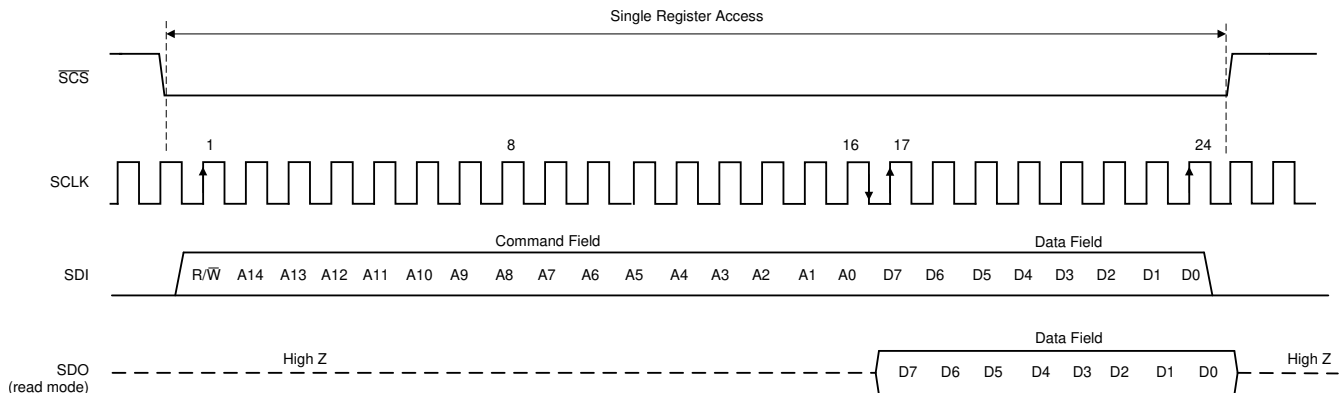 Single Register Access
S̅C̅S̅
1 8 16 17 24
SCLK
Command Field Data Field
SDI R/W̅ A14 A13 A12 A11 A10 A9 A8 A7 A6 A5 A4 A3 A2 A1 A0 D7 D6 D5 D4 D3 D2 D1 D0
Data Field
High Z High Z
SDO D7 D6 D5 D4 D3 D2 D1 D0
(read mode)